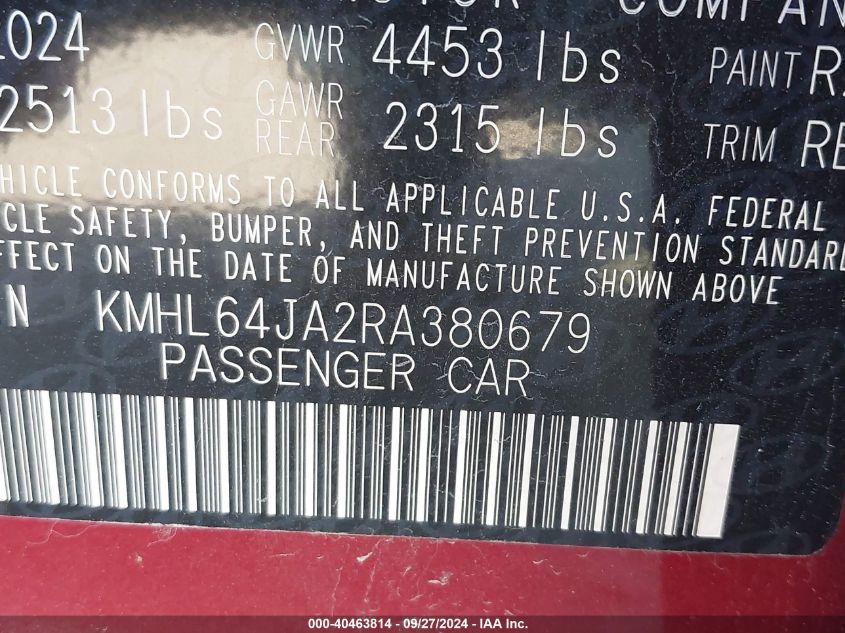 COMPAN
2024 GVWR 4453 lbs PAINT R
2513 lbs GAWR REAR 2315 lbs TRIM RE
HICLE CONFORMS TO ALL APPLICABLE U.S.A. FEDERAL
CLE SAFETY, BUMPER, AND THEFT PREVENTION STANDARD
FFECT ON THE DATE OF MANUFACTURE SHOWN ABOVE
N KMHL64JA2RA380679
PASSENGER CAR
000-40463814 - 09/27/2024 - IAA Inc.